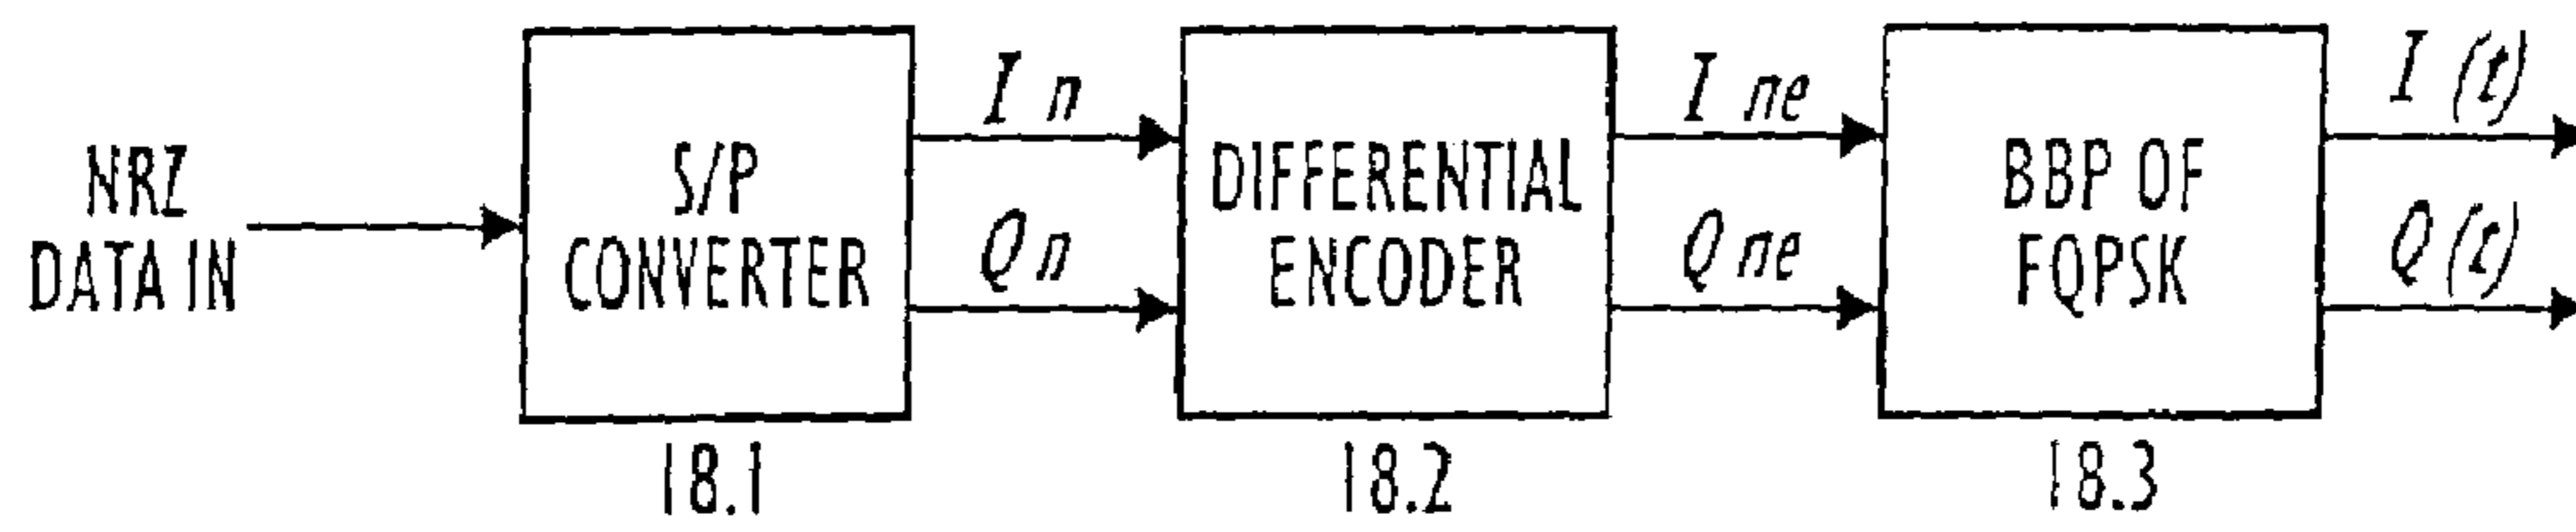 NRZ
DATA IN
S/P
CONVERTER
18.1
I n
Q n
DIFFERENTIAL
ENCODER
18.2
I ne
Q ne
BBP OF
FQPSK
18.3
I (t)
Q (t)